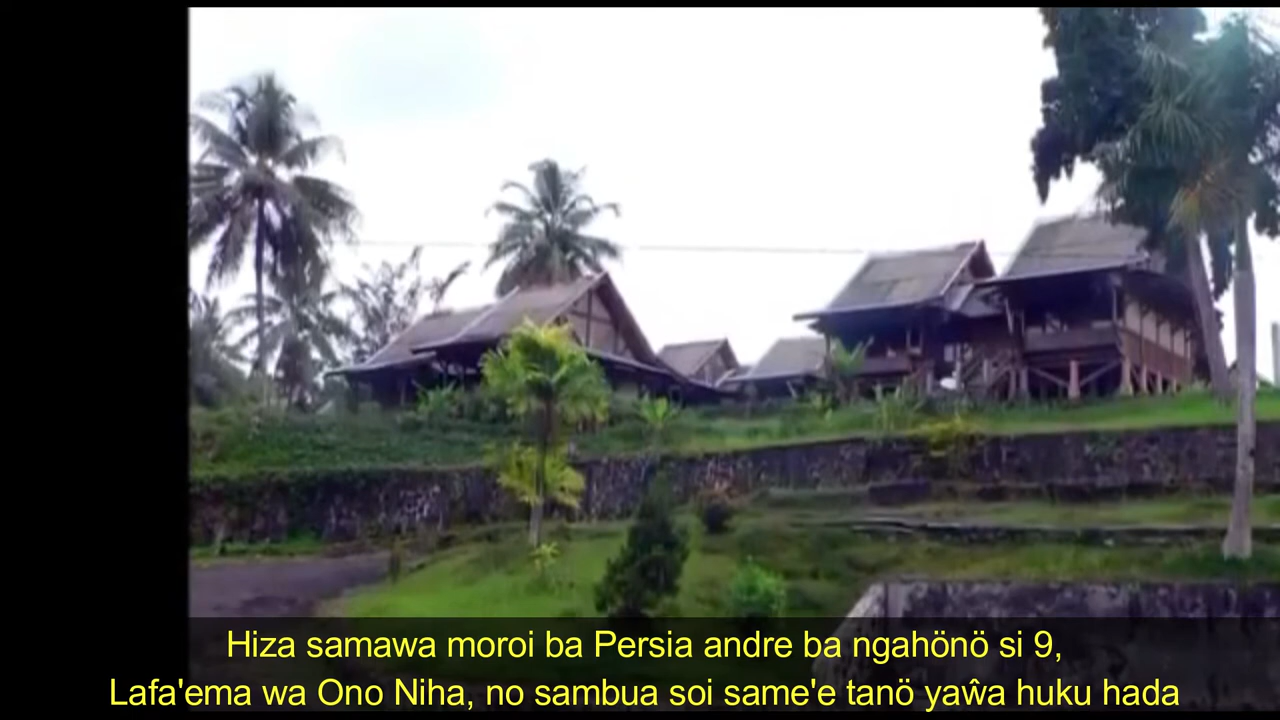 Hiza samawa moroi ba Persia andre ba ngahönö si 9,
Lafa'ema wa Ono Niha, no sambua soi same'e tanö yaŵa huku hada